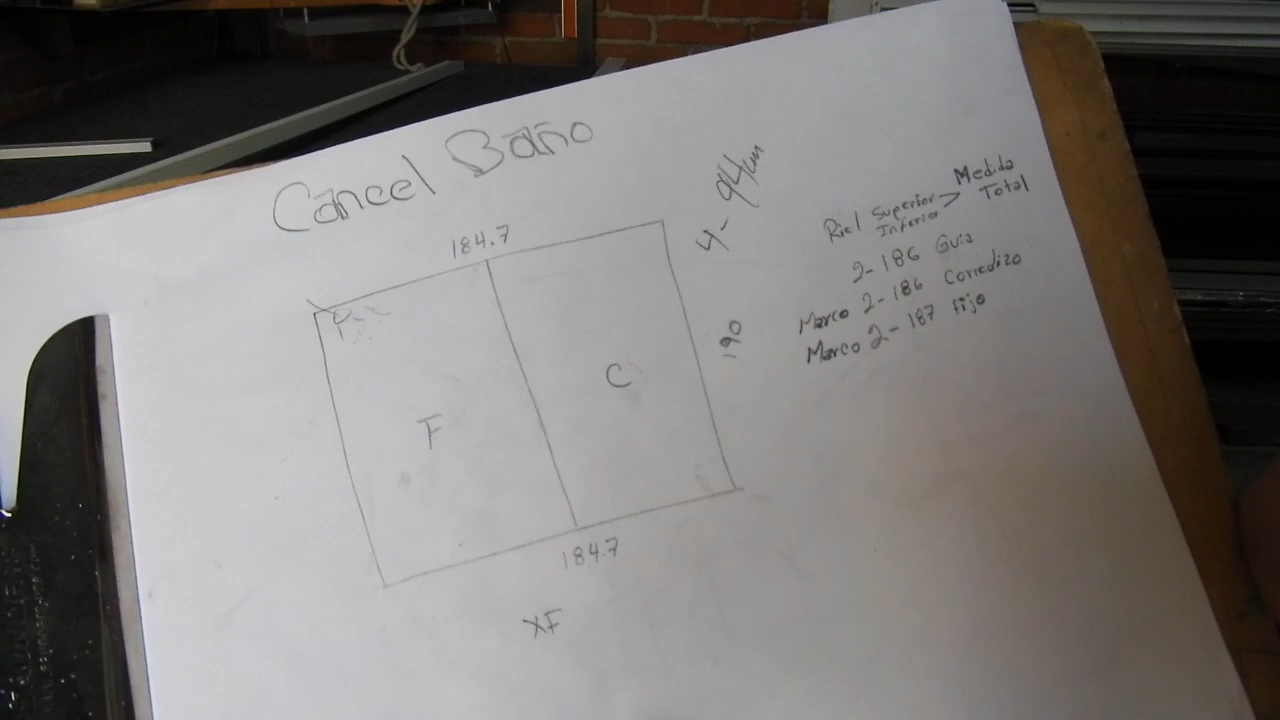 Cancel Baño
184.7
F
C
190
184.7
XF
4- 94cm
Riel Superior Inferior > Medida Total
2-186 Guia
Marco 2-186 Corredizo
Marco 2-187 Fijo